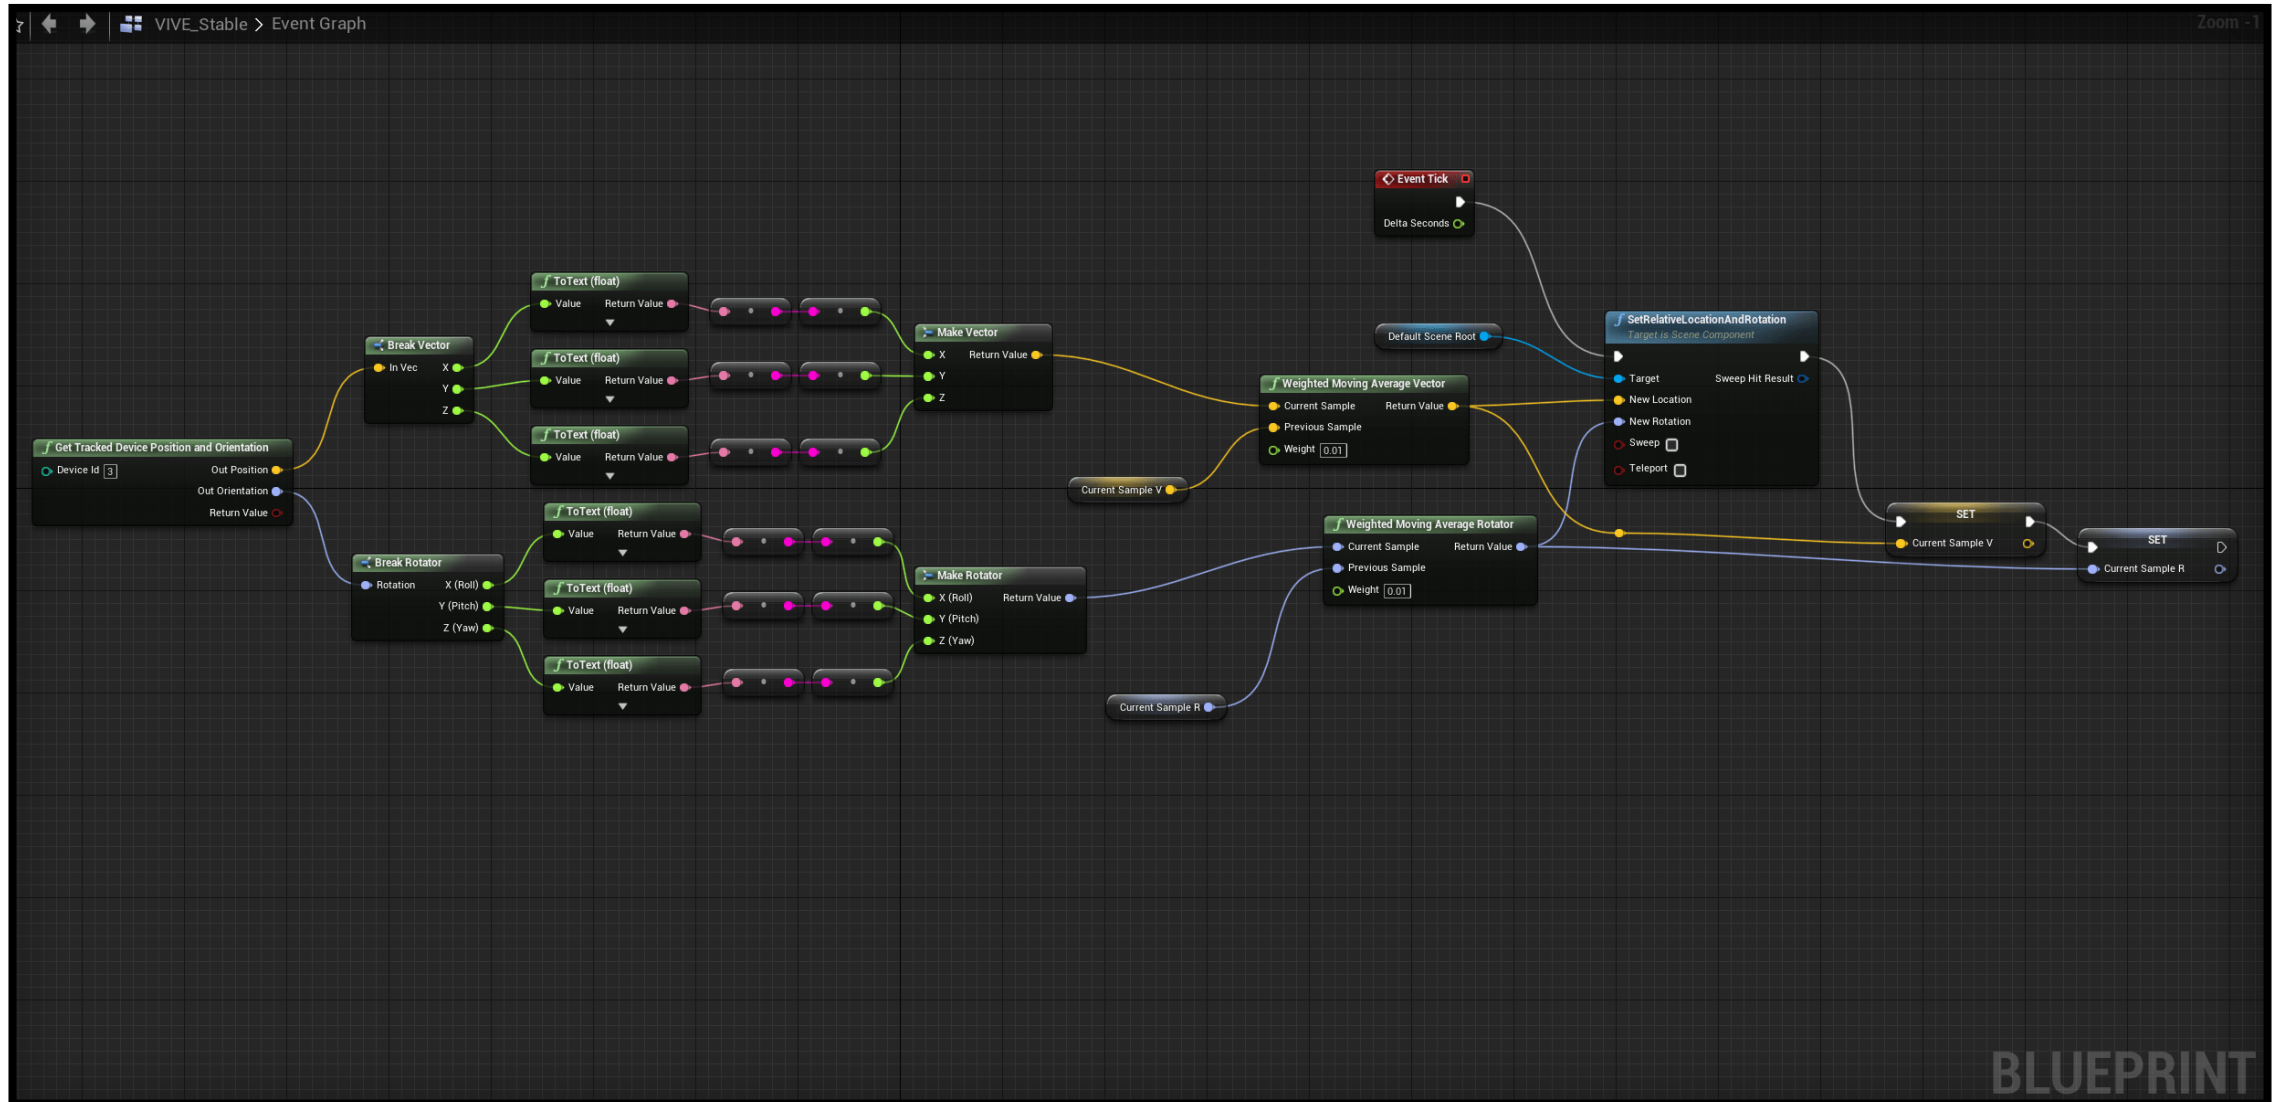 VIVE_Stable > Event Graph
Zoom -1
Event Tick
Delta Seconds
ToText (float)
Value Return Value
Break Vector
In Vec X
Y
Z
ToText (float)
Value Return Value
ToText (float)
Value Return Value
Make Vector
X Return Value
Y
Z
Default Scene Root
SetRelativeLocationAndRotation
Target is Scene Component
Target Sweep Hit Result
New Location
New Rotation
Sweep
Teleport
Weighted Moving Average Vector
Current Sample Return Value
Previous Sample
Weight 0.01
Get Tracked Device Position and Orientation
Device Id 3 Out Position
Out Orientation
Return Value
Current Sample V
Break Rotator
Rotation X (Roll)
Y (Pitch)
Z (Yaw)
ToText (float)
Value Return Value
ToText (float)
Value Return Value
ToText (float)
Value Return Value
Make Rotator
X (Roll) Return Value
Y (Pitch)
Z (Yaw)
Weighted Moving Average Rotator
Current Sample Return Value
Previous Sample
Weight 0.01
Current Sample R
SET
Current Sample V
SET
Current Sample R
BLUEPRINT